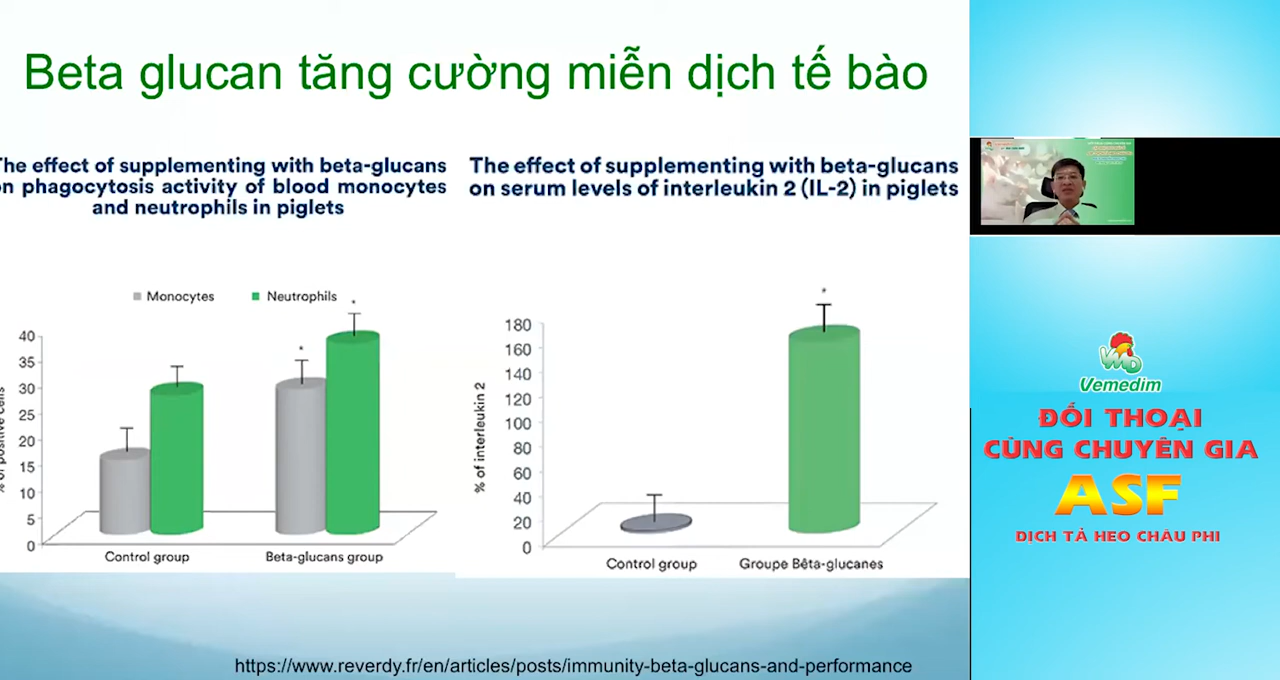 Beta glucan tăng cường miễn dịch tế bào
The effect of supplementing with beta-glucans
on phagocytosis activity of blood monocytes
and neutrophils in piglets
Monocytes Neutrophils
*
*
% of positive cells
40
35
30
25
20
15
10
5
0
Control group Beta-glucans group
The effect of supplementing with beta-glucans
on serum levels of interleukin 2 (IL-2) in piglets
*
% of interleukin 2
180
160
140
120
100
80
60
40
20
0
Control group Groupe Bêta-glucanes
https://www.reverdy.fr/en/articles/posts/immunity-beta-glucans-and-performance
VMD
Vemedim
ĐỐI THOẠI
CÙNG CHUYÊN GIA
ASF
DỊCH TẢ HEO CHÂU PHI